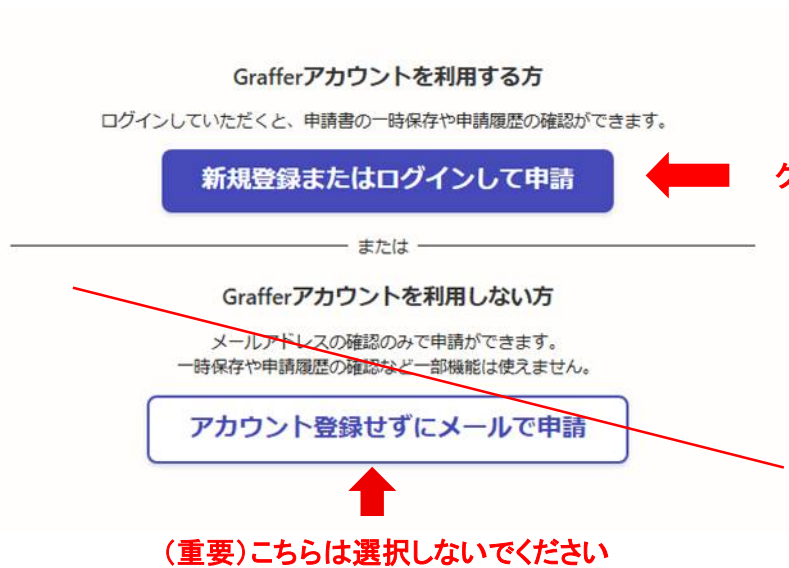 Grafferアカウントを利用する方
ログインしていただくと、申請書の一時保存や申請履歴の確認ができます。
新規登録またはログインして申請
または
Grafferアカウントを利用しない方
メールアドレスの確認のみで申請ができます。
一時保存や申請履歴の確認など一部機能は使えません。
アカウント登録せずにメールで申請
（重要）こちらは選択しないでください